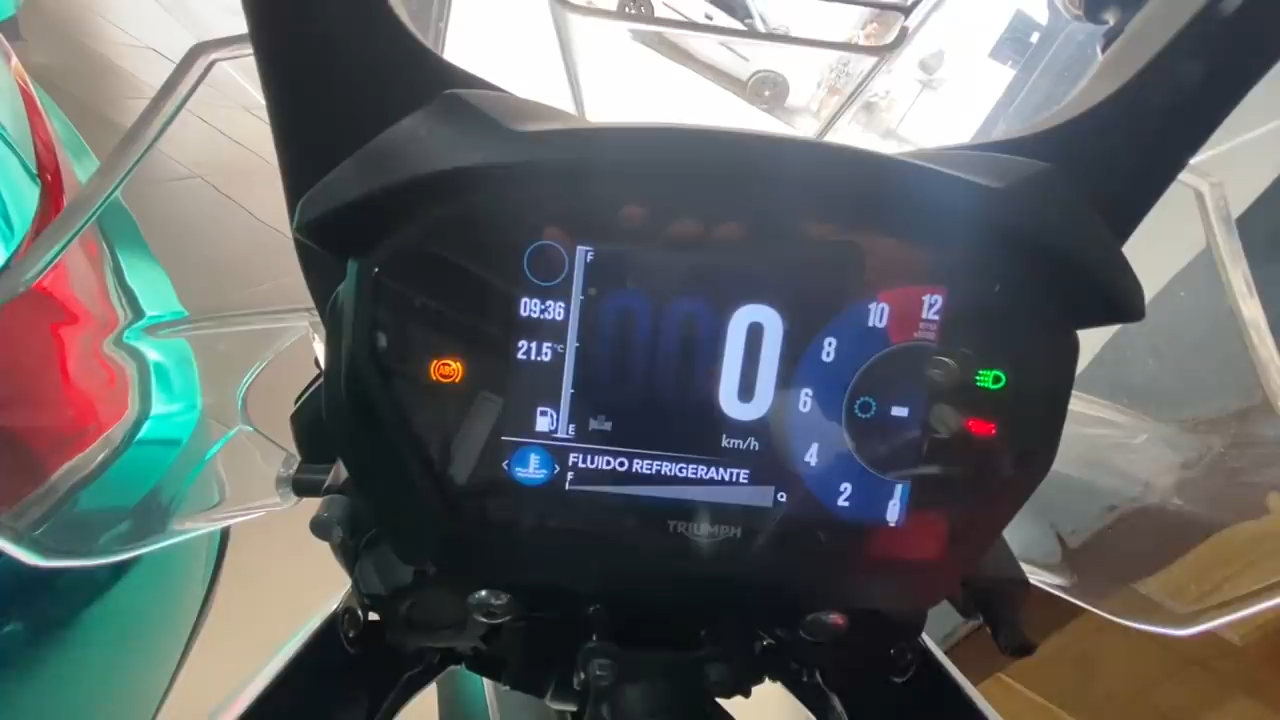 F
09:36
21.5°C
E
0
km/h
10
12
8
6
4
2
0
ABS
FLUIDO REFRIGERANTE
F
Q
TRIUMPH